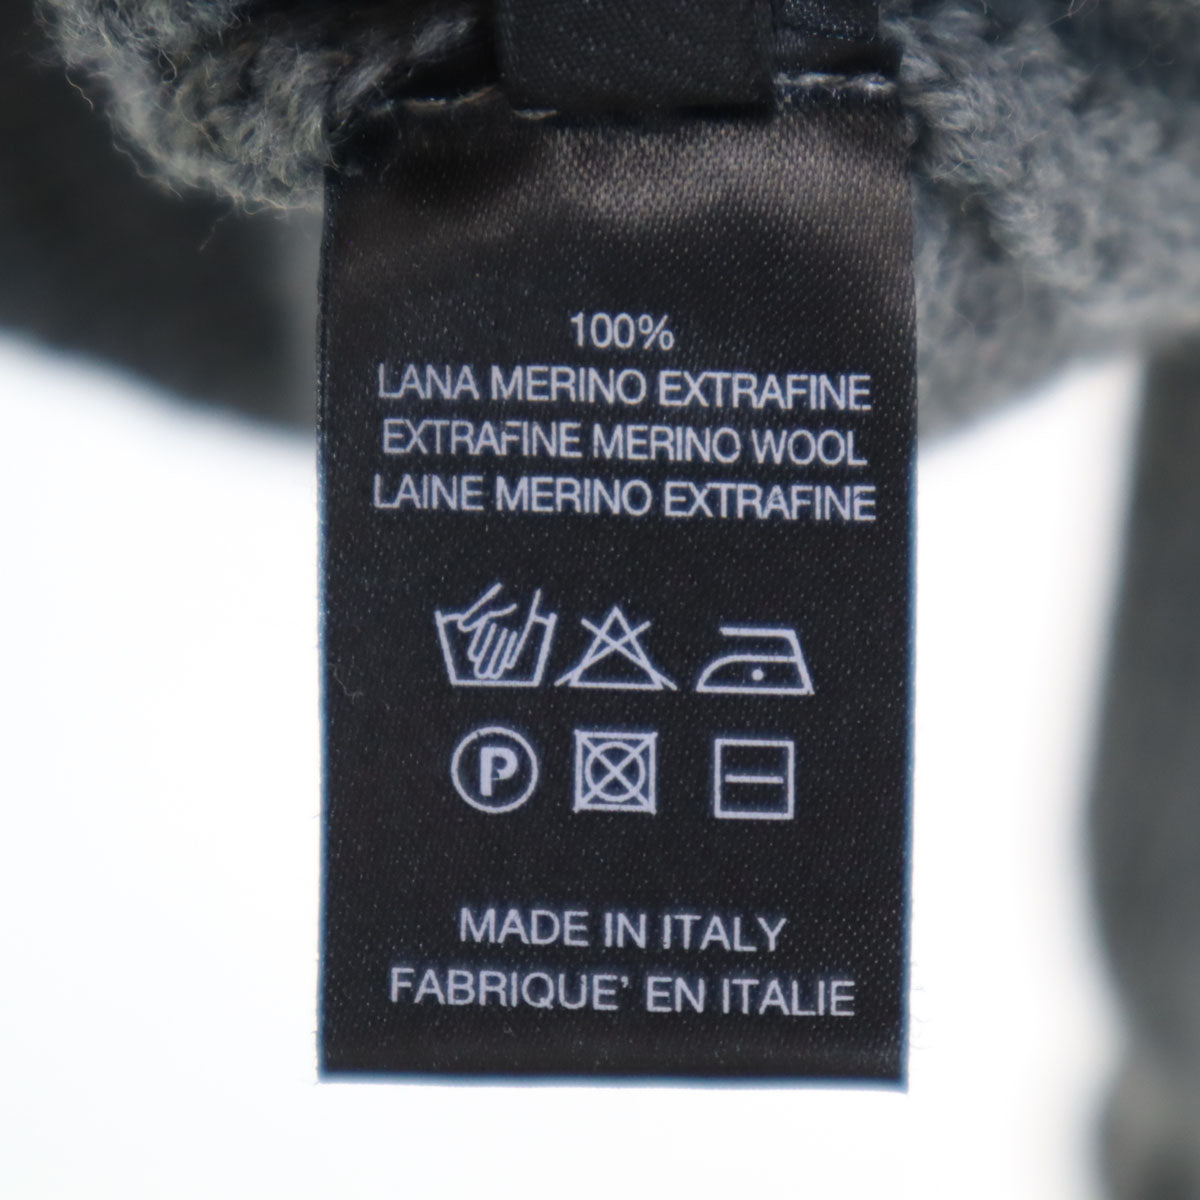 100%
LANA MERINO EXTRAFINE
EXTRAFINE MERINO WOOL
LAINE MERINO EXTRAFINE
P
MADE IN ITALY
FABRIQUE' EN ITALIE